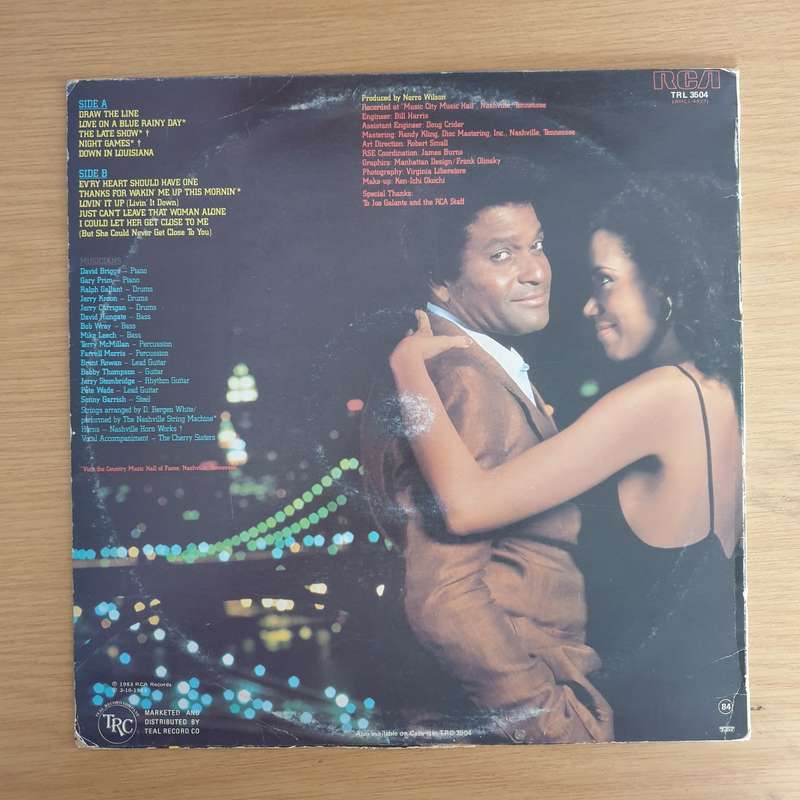 SIDE A
DRAW THE LINE
LOVE ON A BLUE RAINY DAY*
THE LATE SHOW* †
NIGHT GAMES* †
DOWN IN LOUISIANA
SIDE B
EV'RY HEART SHOULD HAVE ONE
THANKS FOR WAKIN' ME UP THIS MORNIN'*
LOVIN' IT UP (Livin' It Down)
JUST CAN'T LEAVE THAT WOMAN ALONE
I COULD LET HER GET CLOSE TO ME
(But She Could Never Get Close To You)
MUSICIANS
David Briggs – Piano
Gary Prim – Piano
Ralph Gallant – Drums
Jerry Kroon – Drums
Jerry Carrigan – Drums
David Hungate – Bass
Bob Wray – Bass
Mike Leech – Bass
Terry McMillan – Percussion
Farrell Morris – Percussion
Brent Rowan – Lead Guitar
Bobby Thompson – Guitar
Jerry Stembridge – Rhythm Guitar
Pete Wade – Lead Guitar
Sonny Garrish – Steel
Strings arranged by D. Bergen White/
performed by The Nashville String Machine*
Horns – Nashville Horn Works †
Vocal Accompaniment – The Cherry Sisters
Visit the Country Music Hall of Fame, Nashville, Tennessee
Produced by Norro Wilson
Recorded at "Music City Music Hall", Nashville, Tennessee
Engineer: Bill Harris
Assistant Engineer: Doug Crider
Mastering: Randy Kling, Disc Mastering, Inc., Nashville, Tennessee
Art Direction: Robert Small
RSE Coordination: James Burns
Graphics: Manhattan Design/Frank Olinsky
Photography: Virginia Liberatore
Make-up: Ken-Ichi Okochi
Special Thanks:
To Joe Galante and the RCA Staff
RCA
TRL 3504
℗ 1983 RCA Records
TEAL RECORD COMPANY
TRC
MARKETED AND
DISTRIBUTED BY
TEAL RECORD CO
Also available on Cassette: TRC 3504
84